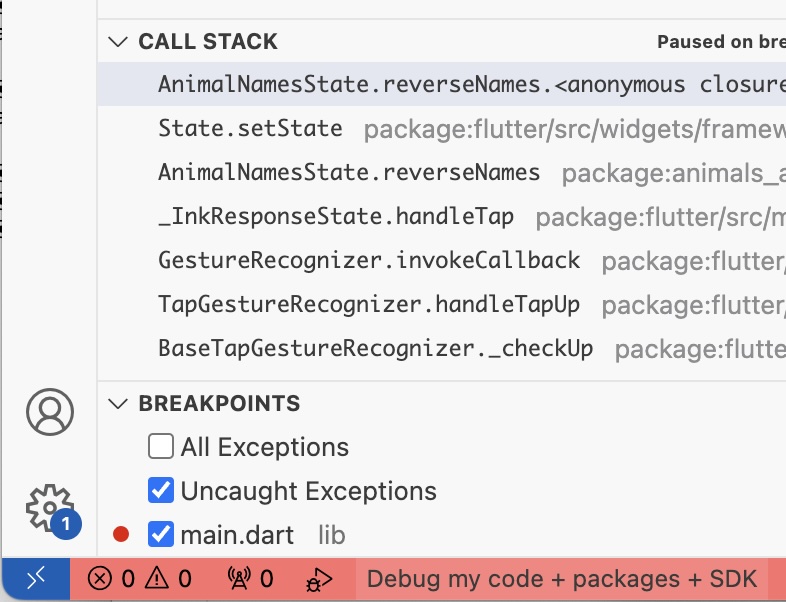 CALL STACK Paused on bre
AnimalNamesState.reverseNames.<anonymous closure
State.setState package:flutter/src/widgets/framew
AnimalNamesState.reverseNames package:animals_a
_InkResponseState.handleTap package:flutter/src/m
GestureRecognizer.invokeCallback package:flutter/
TapGestureRecognizer.handleTapUp package:flutter/
BaseTapGestureRecognizer._checkUp package:flutte
BREAKPOINTS
All Exceptions
Uncaught Exceptions
1
main.dart lib
0 0 0 Debug my code + packages + SDK